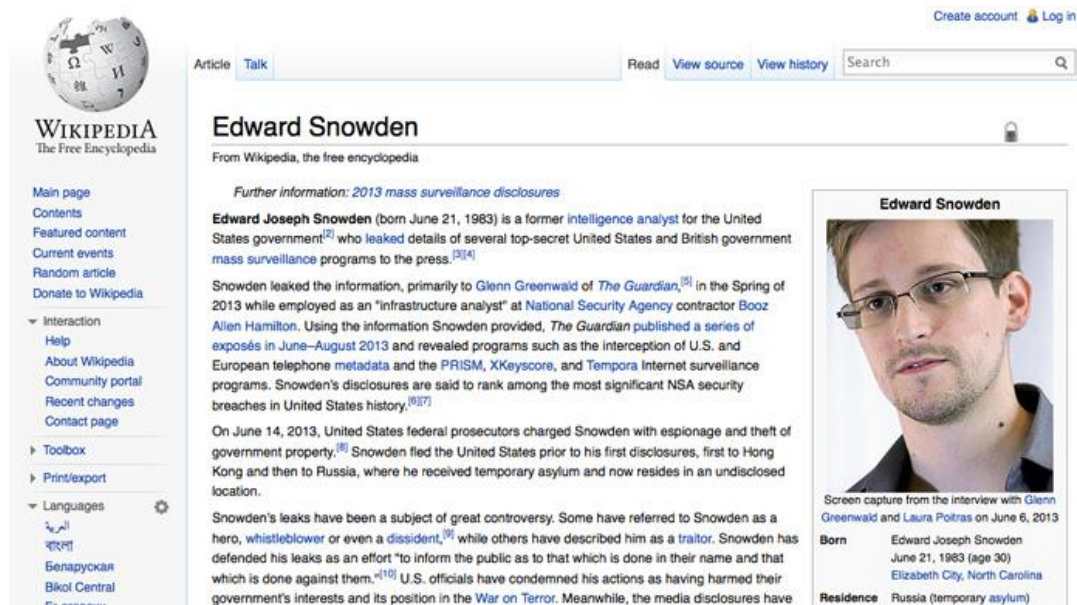 Create account Log in
Article Talk Read View source View history Search
WIKIPEDIA
The Free Encyclopedia
Main page
Contents
Featured content
Current events
Random article
Donate to Wikipedia
Interaction
Help
About Wikipedia
Community portal
Recent changes
Contact page
Toolbox
Print/export
Languages
العربية
বাংলা
Беларуская
Bikol Central
Edward Snowden
From Wikipedia, the free encyclopedia
Further information: 2013 mass surveillance disclosures
Edward Joseph Snowden (born June 21, 1983) is a former intelligence analyst for the United
States government[2] who leaked details of several top-secret United States and British government
mass surveillance programs to the press.[3][4]
Snowden leaked the information, primarily to Glenn Greenwald of The Guardian,[5] in the Spring of
2013 while employed as an "infrastructure analyst" at National Security Agency contractor Booz
Allen Hamilton. Using the information Snowden provided, The Guardian published a series of
exposés in June–August 2013 and revealed programs such as the interception of U.S. and
European telephone metadata and the PRISM, XKeyscore, and Tempora Internet surveillance
programs. Snowden's disclosures are said to rank among the most significant NSA security
breaches in United States history.[6][7]
On June 14, 2013, United States federal prosecutors charged Snowden with espionage and theft of
government property.[8] Snowden fled the United States prior to his first disclosures, first to Hong
Kong and then to Russia, where he received temporary asylum and now resides in an undisclosed
location.
Snowden's leaks have been a subject of great controversy. Some have referred to Snowden as a
hero, whistleblower or even a dissident,[9] while others have described him as a traitor. Snowden has
defended his leaks as an effort "to inform the public as to that which is done in their name and that
which is done against them."[10] U.S. officials have condemned his actions as having harmed their
government's interests and its position in the War on Terror. Meanwhile, the media disclosures have
Edward Snowden
Screen capture from the interview with Glenn
Greenwald and Laura Poitras on June 6, 2013
Born Edward Joseph Snowden
June 21, 1983 (age 30)
Elizabeth City, North Carolina
Residence Russia (temporary asylum)